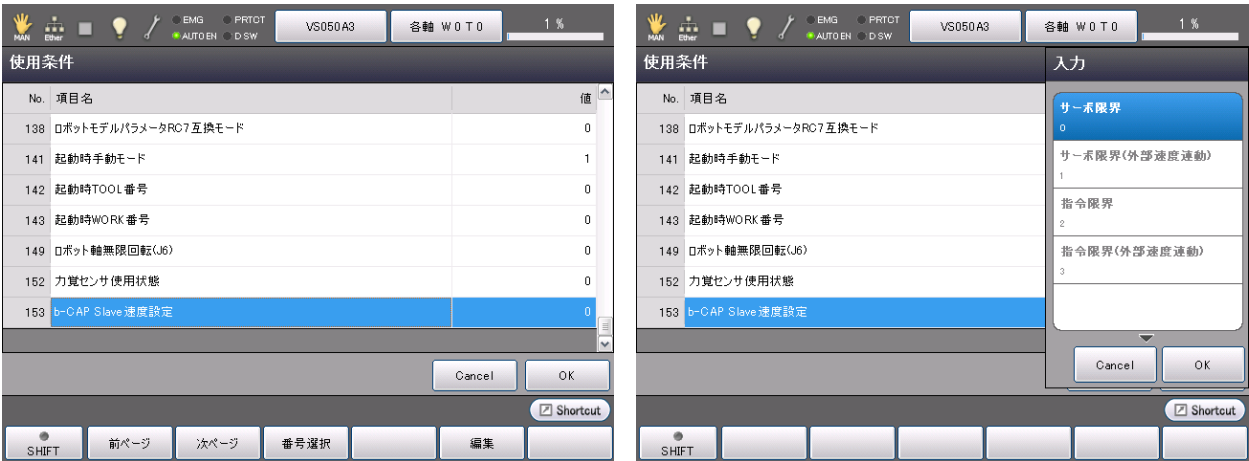 MAN Ether EMG PRTCT AUTO EN D SW VS050A3 各軸 W 0 T 0 1 %
使用条件
No. 項目名 値
138 ロボットモデルパラメータRC7互換モード 0
141 起動時手動モード 1
142 起動時TOOL番号 0
143 起動時WORK番号 0
149 ロボット軸無限回転(J6) 0
152 力覚センサ使用状態 0
153 b-CAP Slave速度設定 0
Cancel OK
Shortcut
SHIFT 前ページ 次ページ 番号選択 編集
MAN Ether EMG PRTCT AUTO EN D SW VS050A3 各軸 W 0 T 0 1 %
使用条件
No. 項目名
138 ロボットモデルパラメータRC7互換モード
141 起動時手動モード
142 起動時TOOL番号
143 起動時WORK番号
149 ロボット軸無限回転(J6)
152 力覚センサ使用状態
153 b-CAP Slave速度設定
入力
サーボ限界
0
サーボ限界(外部速度連動)
1
指令限界
2
指令限界(外部速度連動)
3
Cancel OK
Shortcut
SHIFT